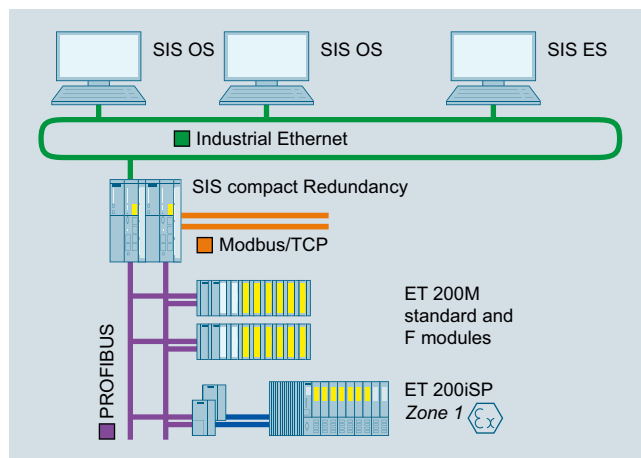 SIS OS
SIS OS
SIS ES
Industrial Ethernet
SIS compact Redundancy
Modbus/TCP
ET 200M
standard and
F modules
PROFIBUS
ET 200iSP
Zone 1
Ex